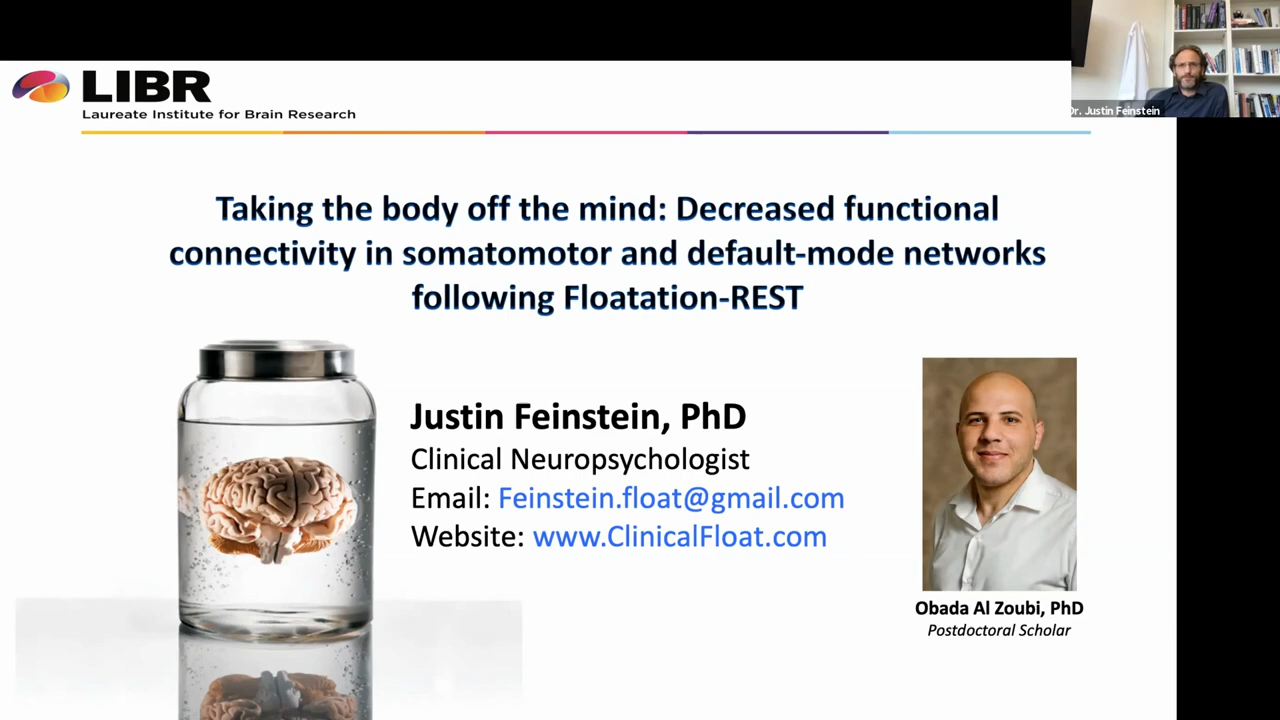 LIBR
Laureate Institute for Brain Research
Dr. Justin Feinstein
Taking the body off the mind: Decreased functional
connectivity in somatomotor and default-mode networks
following Floatation-REST
Justin Feinstein, PhD
Clinical Neuropsychologist
Email: Feinstein.float@gmail.com
Website: www.ClinicalFloat.com
Obada Al Zoubi, PhD
Postdoctoral Scholar